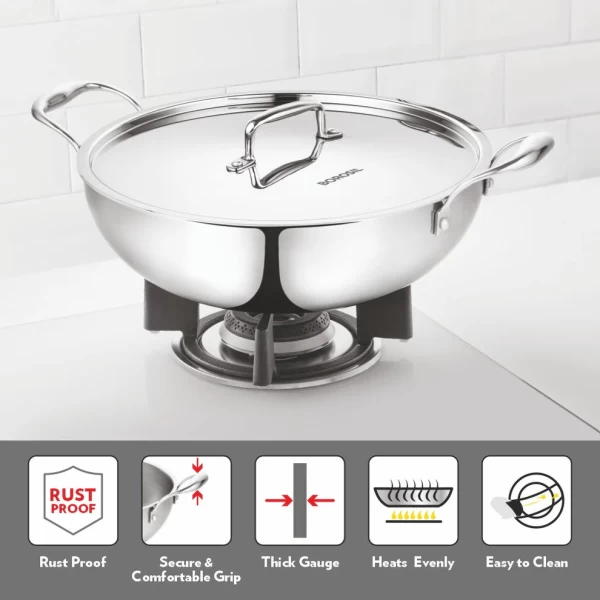 BOROSIL
RUST
PROOF
Rust Proof
Secure &
Comfortable Grip
Thick Gauge
Heats Evenly
Easy to Clean